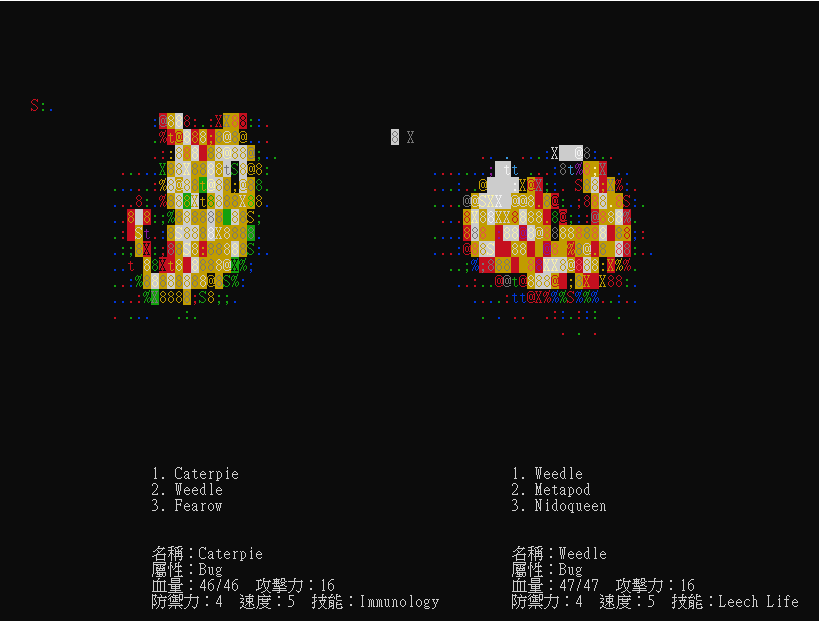 1. Caterpie
2. Weedle
3. Fearow
名稱：Caterpie
屬性：Bug
血量：46/46 攻擊力：16
防禦力：4 速度：5 技能：Immunology
1. Weedle
2. Metapod
3. Nidoqueen
名稱：Weedle
屬性：Bug
血量：47/47 攻擊力：16
防禦力：4 速度：5 技能：Leech Life